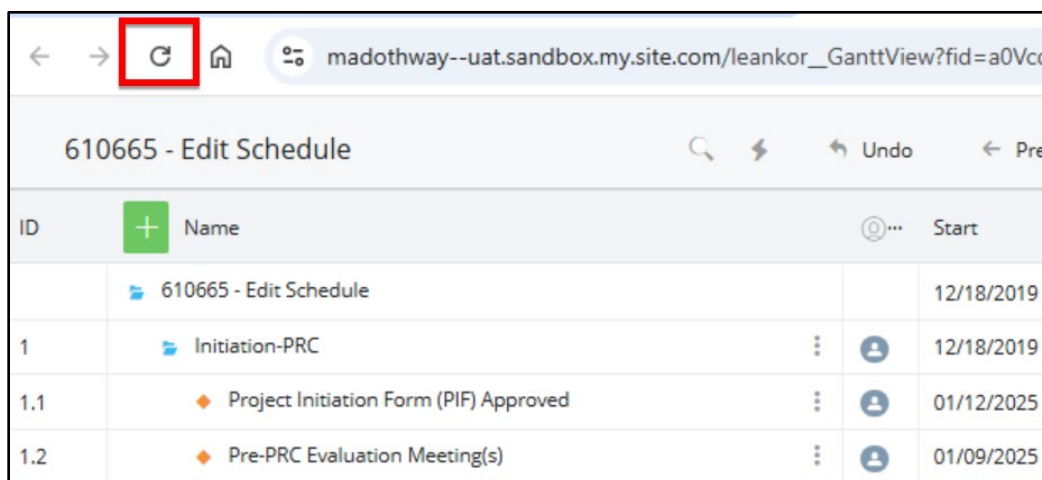 madothway--uat.sandbox.my.site.com/leankor__GanttView?fid=a0Vc
610665 - Edit Schedule Undo Pre
ID Name Start
610665 - Edit Schedule 12/18/2019
1 Initiation-PRC 12/18/2019
1.1 Project Initiation Form (PIF) Approved 01/12/2025
1.2 Pre-PRC Evaluation Meeting(s) 01/09/2025